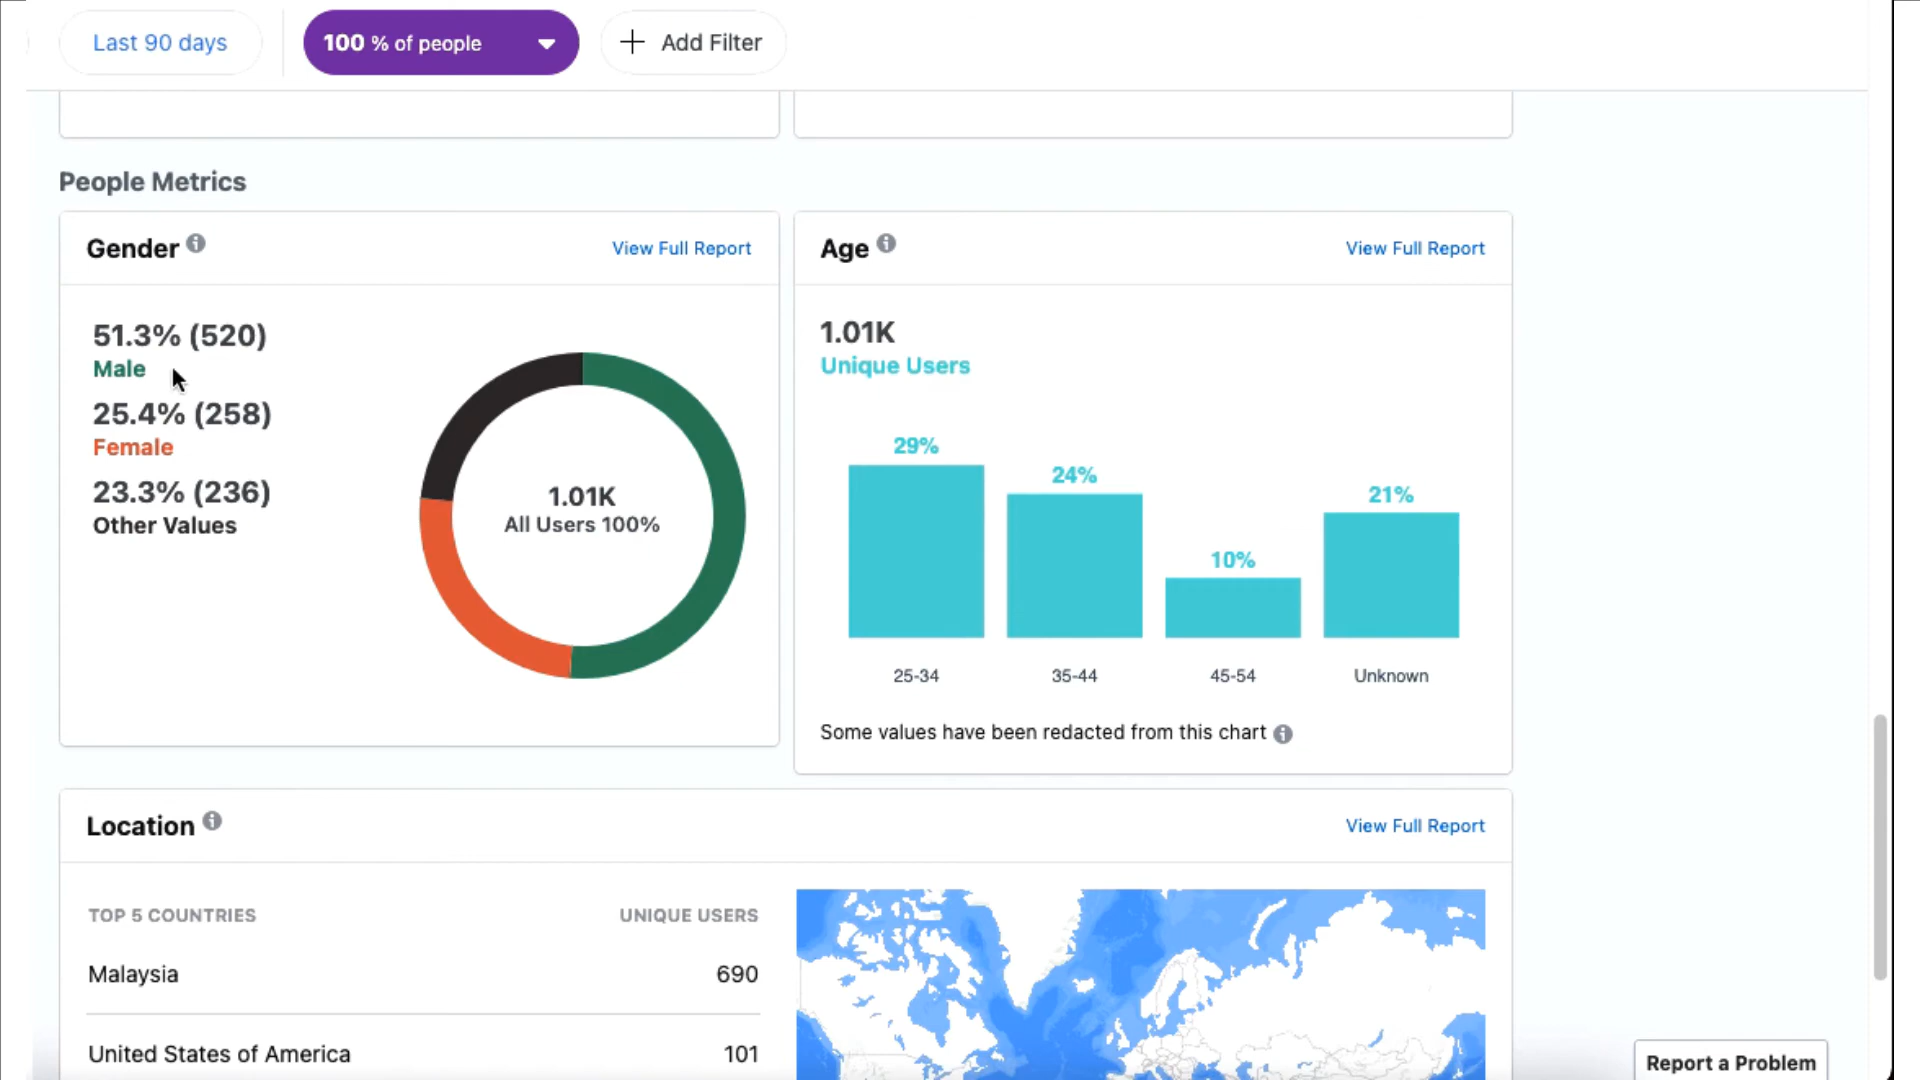 Last 90 days
100 % of people
Add Filter
People Metrics
Gender
View Full Report
51.3% (520)
Male
25.4% (258)
Female
23.3% (236)
Other Values
1.01K
All Users 100%
Age
View Full Report
1.01K
Unique Users
29%
24%
10%
21%
25-34
35-44
45-54
Unknown
Some values have been redacted from this chart
Location
View Full Report
TOP 5 COUNTRIES
UNIQUE USERS
Malaysia
690
United States of America
101
Report a Problem